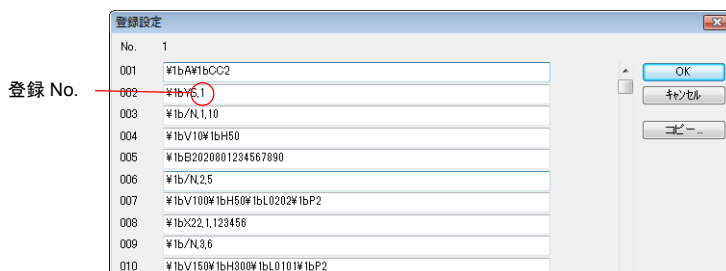 登録設定
No. 1
001 ¥1bA¥1bCC2
OK
登録 No.
002 ¥1bYS,1
キャンセル
003 ¥1b/N,1,10
コピー...
004 ¥1bV10¥1bH50
005 ¥1bB2020801234567890
006 ¥1b/N,2,5
007 ¥1bV100¥1bH50¥1bL0202¥1bP2
008 ¥1bX22,1,123456
009 ¥1b/N,3,6
010 ¥1bV150¥1bH300¥1bL0101¥1bP2